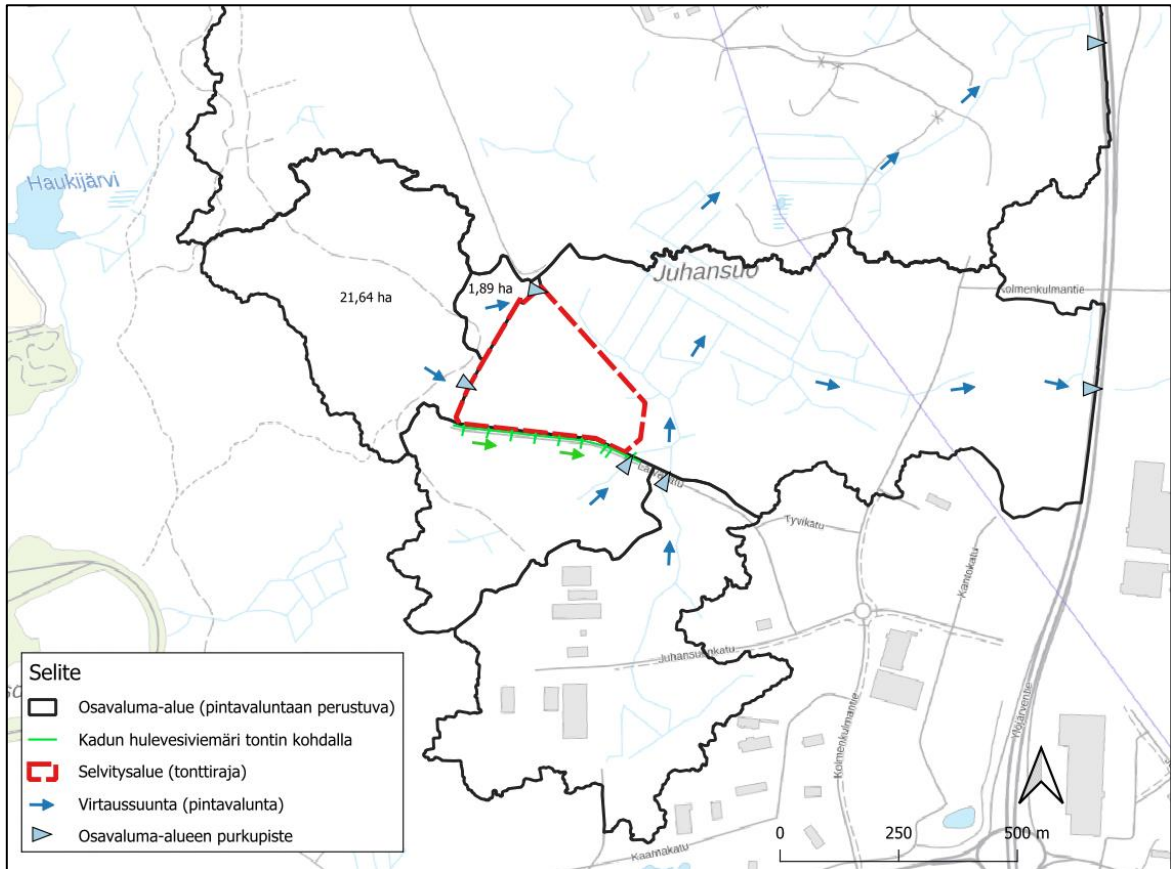 Haukijärvi
Juhansuo
21,64 ha
1,89 ha
Kolmenkulmantie
Tyvikatu
Kantokatu
Juhansuonkatu
Kolmenkulmantie
Ylöjärventie
Kaarnakatu
Selite
Osavaluma-alue (pintavaluntaan perustuva)
Kadun hulevesiviemäri tontin kohdalla
Selvitysalue (tonttiraja)
Virtaussuunta (pintavalunta)
Osavaluma-alueen purkupiste
0 250 500 m